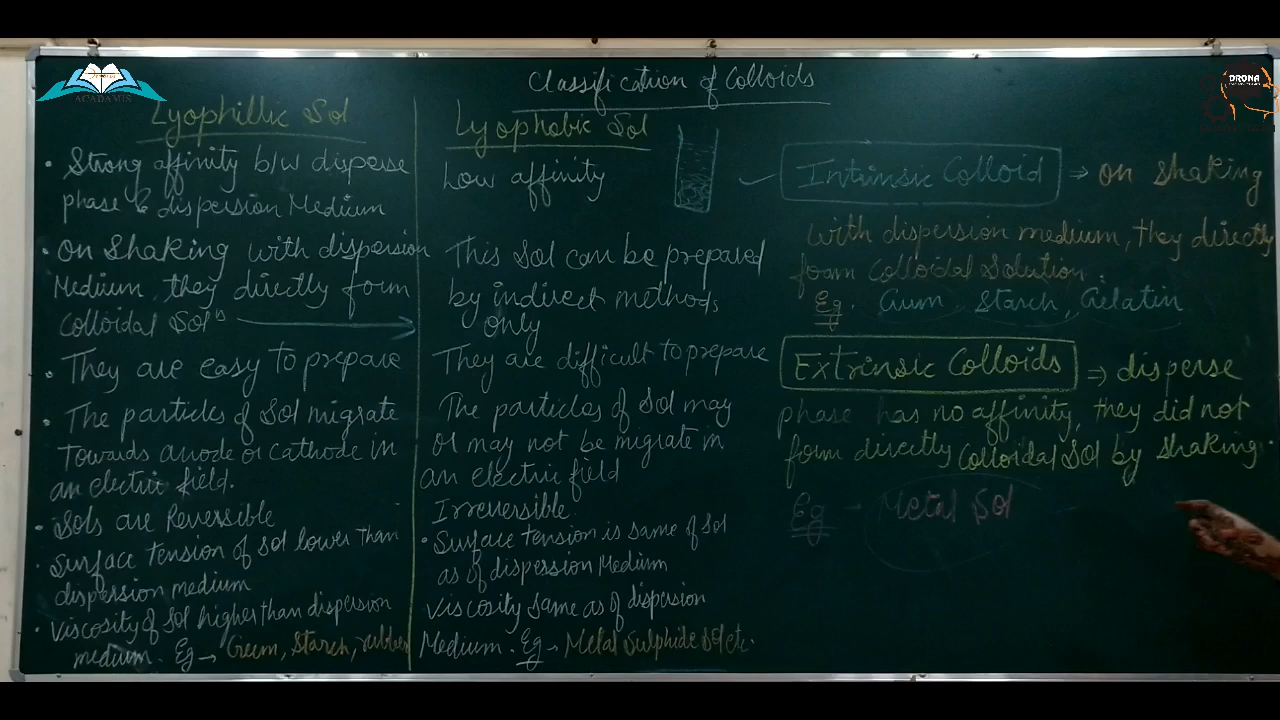 Classification of Colloids
ACADAMIS
DRONA
Lyophillic Sol
• Strong affinity b/w disperse
phase & dispersion Medium
• on Shaking with dispersion
Medium, they directly form
Colloidal Solⁿ
• They are easy to prepare
• The particles of Sol migrate
Towards anode or cathode in
an electric field.
• Sols are Reversible
• Surface tension of sol lower than
dispersion medium
• Viscosity of sol higher than dispersion
medium. Eg → Gum, Starch, rubber
Lyophobic Sol
Low affinity
This Sol can be prepared
by indirect methods
only
They are difficult to prepare
The particles of Sol may
or may not be migrate in
an electric field
Irreversible
• Surface tension is same of Sol
as of dispession Medium
Viscosity same as of dispersion
Medium. Eg → Metal Sulphide Sol etc.
Intrinsic Colloid ⇒ on shaking
with dispersion medium, they directly
foam Colloidal Solution.
Eg. Gum, Starch, Gelatin
Extrinsic Colloids ⇒ disperse
phase has no affinity, they did not
form directly Colloidal Sol by shaking.
Eg - Metal Sol